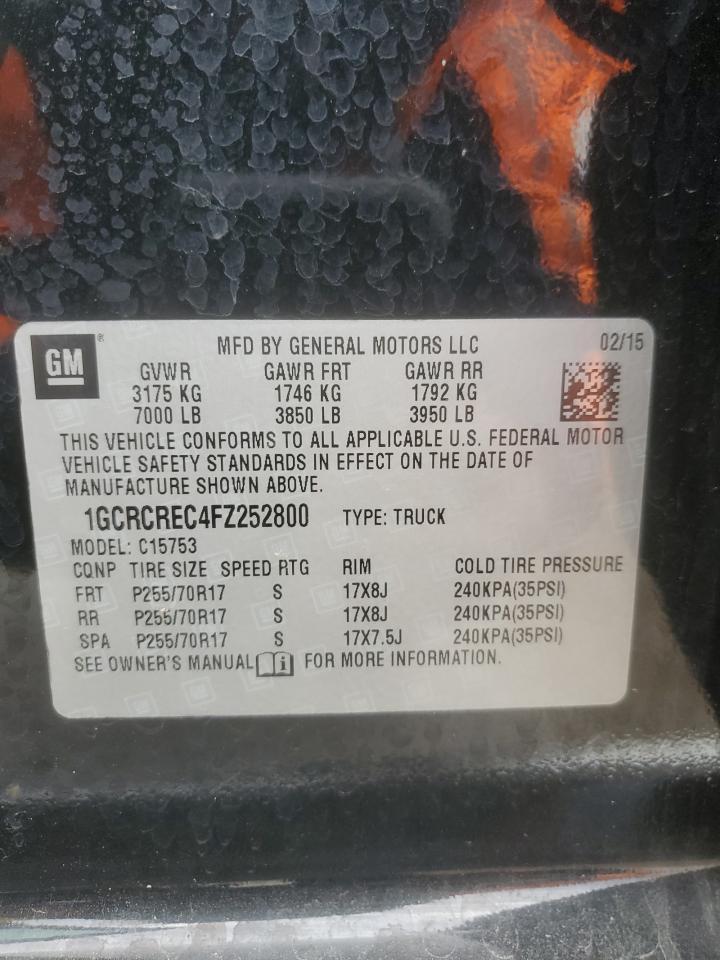 GM ® MFD BY GENERAL MOTORS LLC 02/15
GVWR GAWR FRT GAWR RR
3175 KG 1746 KG 1792 KG
7000 LB 3850 LB 3950 LB
THIS VEHICLE CONFORMS TO ALL APPLICABLE U.S. FEDERAL MOTOR
VEHICLE SAFETY STANDARDS IN EFFECT ON THE DATE OF
MANUFACTURE SHOWN ABOVE.
1GCRCREC4FZ252800 TYPE: TRUCK
MODEL: C15753
CQNP TIRE SIZE SPEED RTG RIM COLD TIRE PRESSURE
FRT P255/70R17 S 17X8J 240KPA(35PSI)
RR P255/70R17 S 17X8J 240KPA(35PSI)
SPA P255/70R17 S 17X7.5J 240KPA(35PSI)
SEE OWNER'S MANUAL i FOR MORE INFORMATION.